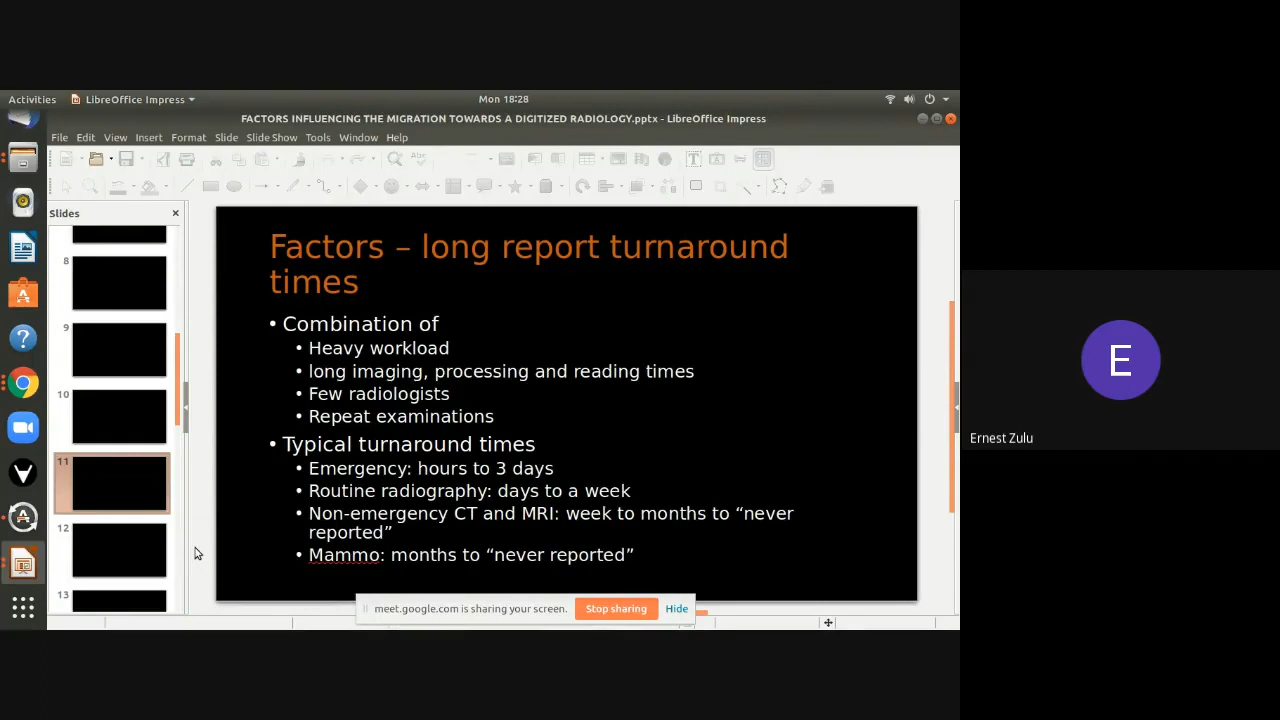 Activities LibreOffice Impress Mon 18:28
FACTORS INFLUENCING THE MIGRATION TOWARDS A DIGITIZED RADIOLOGY.pptx - LibreOffice Impress
File Edit View Insert Format Slide Slide Show Tools Window Help
Slides
8
9
10
11
12
13
Factors – long report turnaround
times
• Combination of
• Heavy workload
• long imaging, processing and reading times
• Few radiologists
• Repeat examinations
• Typical turnaround times
• Emergency: hours to 3 days
• Routine radiography: days to a week
• Non-emergency CT and MRI: week to months to “never
reported”
• Mammo: months to “never reported”
meet.google.com is sharing your screen. Stop sharing Hide
E
Ernest Zulu